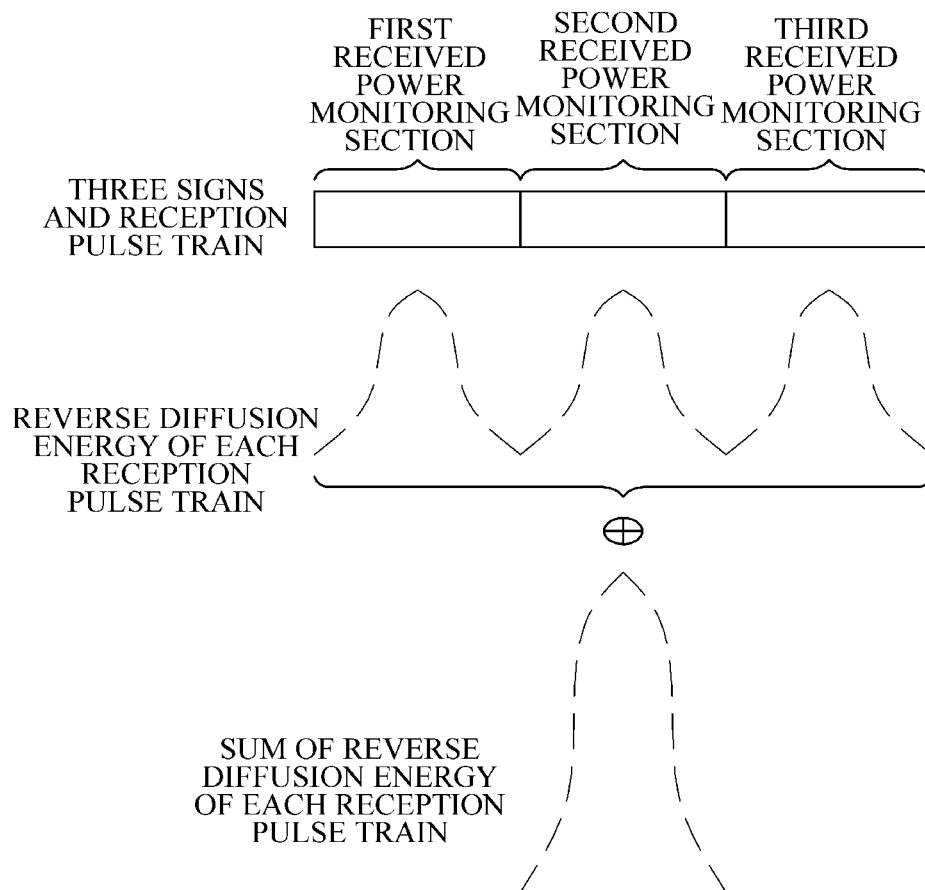 FIRST
RECEIVED
POWER
MONITORING
SECTION
SECOND
RECEIVED
POWER
MONITORING
SECTION
THIRD
RECEIVED
POWER
MONITORING
SECTION
THREE SIGNS
AND RECEPTION
PULSE TRAIN
REVERSE DIFFUSION
ENERGY OF EACH
RECEPTION
PULSE TRAIN
SUM OF REVERSE
DIFFUSION ENERGY
OF EACH RECEPTION
PULSE TRAIN